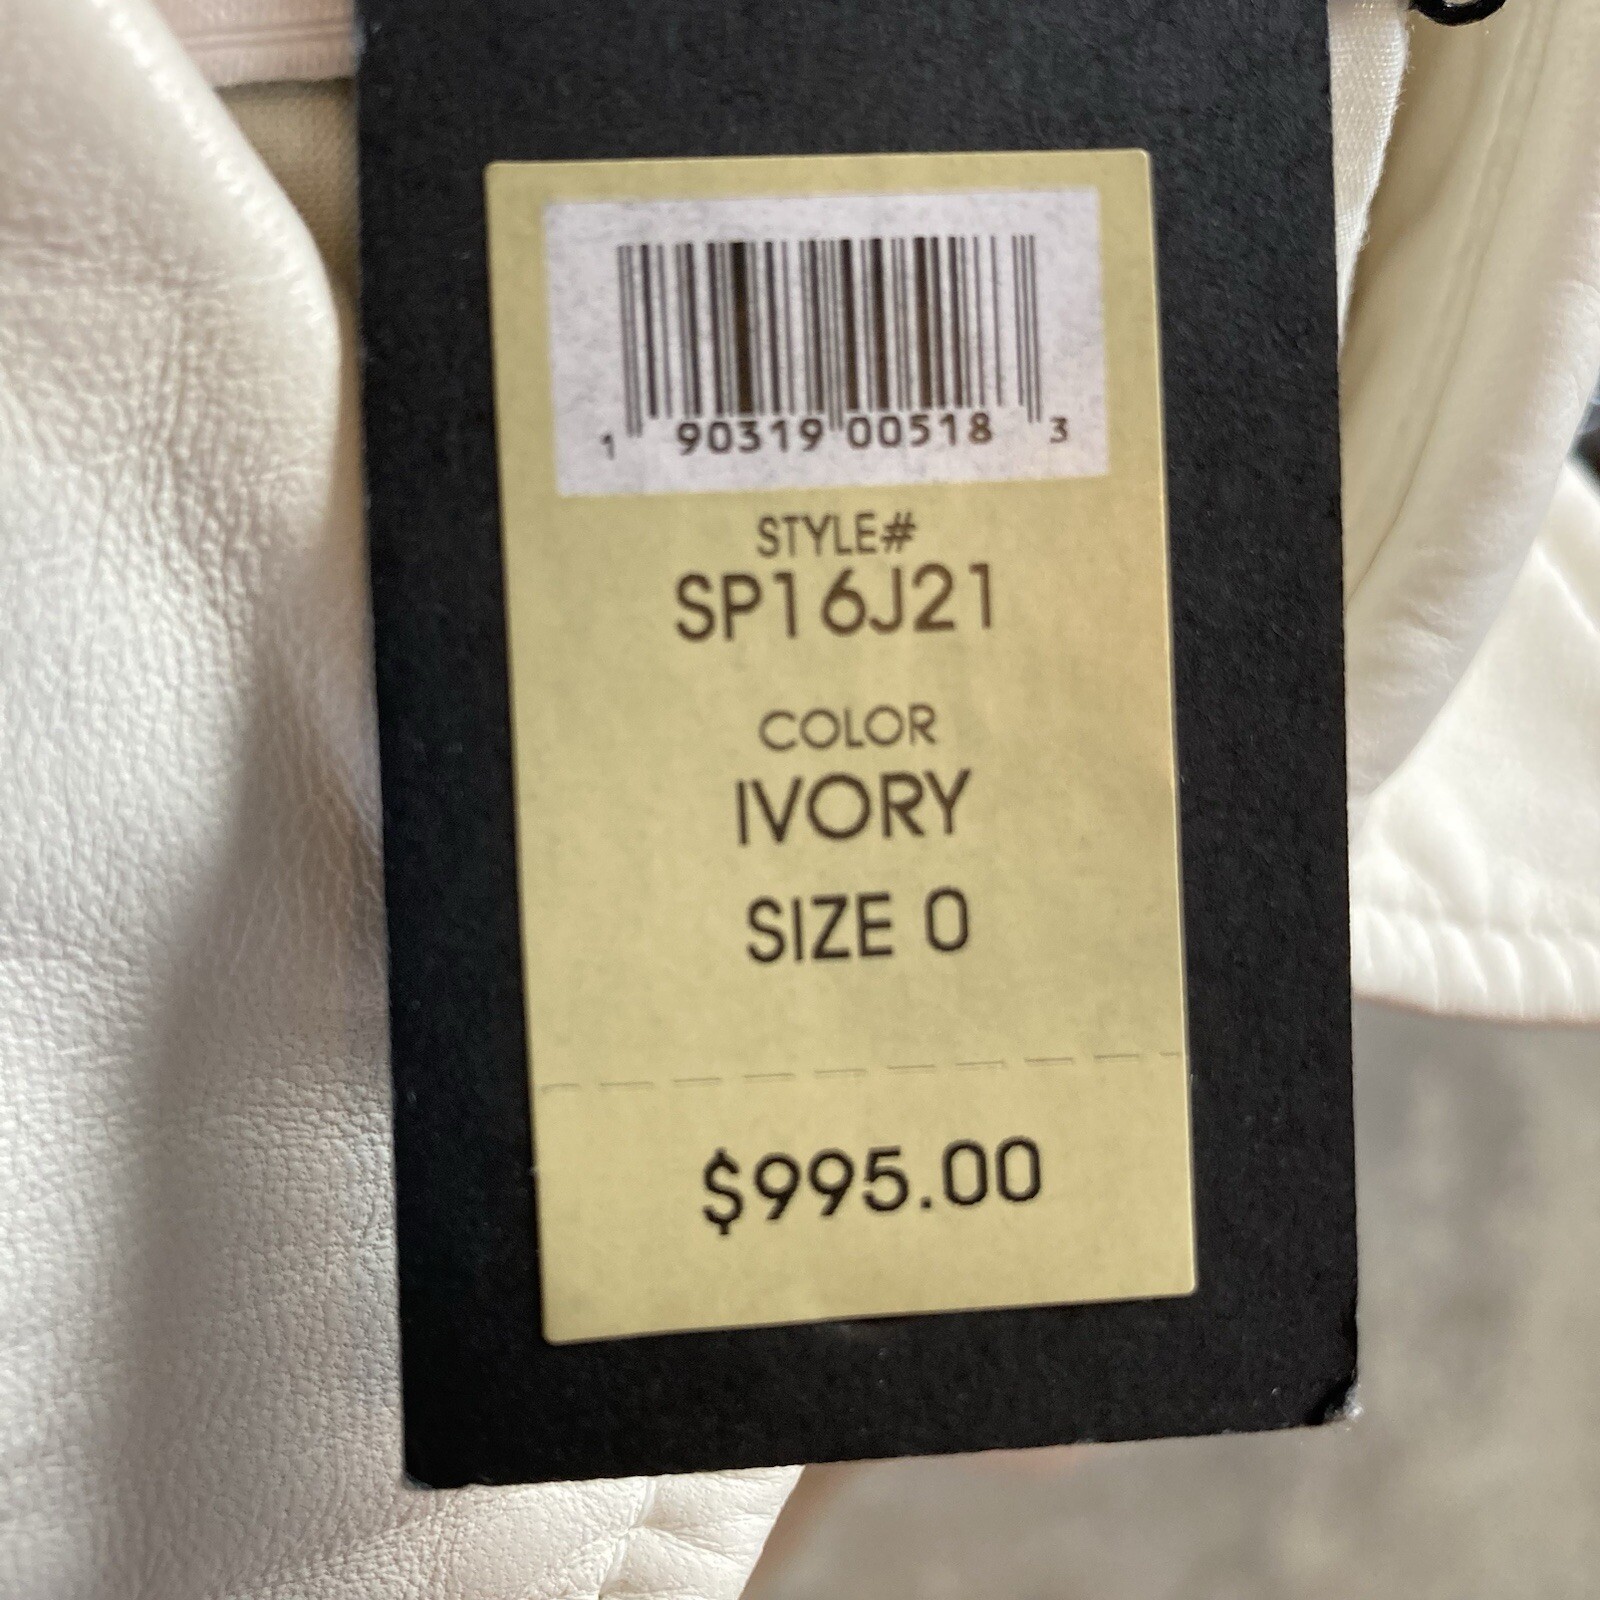 1 90319 00518 3
STYLE#
SP16J21
COLOR
IVORY
SIZE 0
$995.00